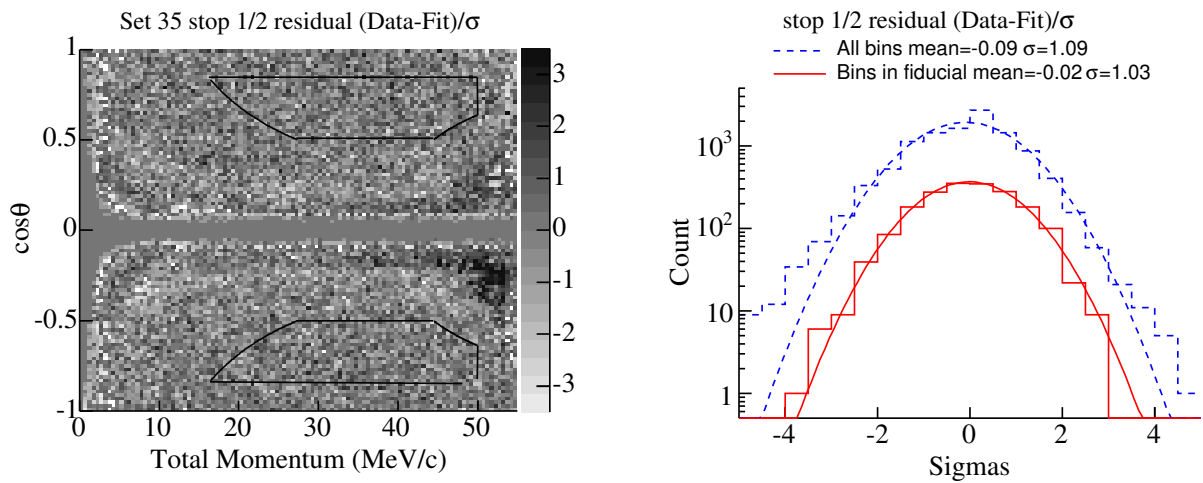 Set 35 stop 1/2 residual (Data-Fit)/σ
1
0.5
0
-0.5
-1
cosθ
0 10 20 30 40 50
Total Momentum (MeV/c)
3
2
1
0
-1
-2
-3
stop 1/2 residual (Data-Fit)/σ
All bins mean=-0.09 σ=1.09
Bins in fiducial mean=-0.02 σ=1.03
10³
10²
10
1
Count
-4 -2 0 2 4
Sigmas